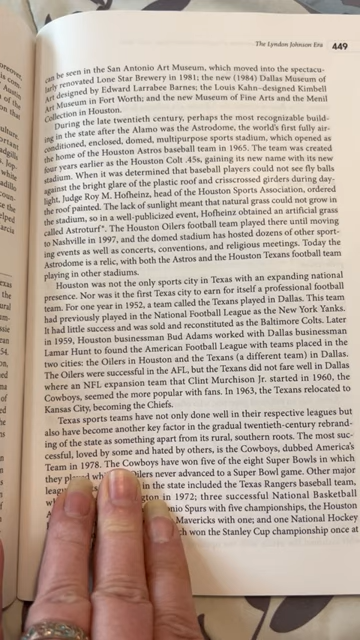 The Lyndon Johnson Era 449
can be seen in the San Antonio Art Museum, which moved into the spectacu-
larly renovated Lone Star Brewery in 1981; the new (1984) Dallas Museum of
Art designed by Edward Larrabee Barnes; the Louis Kahn–designed Kimbell
Art Museum in Fort Worth; and the new Museum of Fine Arts and the Menil
Collection in Houston.
During the late twentieth century, perhaps the most recognizable build-
ing in the state after the Alamo was the Astrodome, the world's first fully air-
conditioned, enclosed, domed, multipurpose sports stadium, which opened as
the home of the Houston Astros baseball team in 1965. The team was created
four years earlier as the Houston Colt .45s, gaining its new name with its new
stadium. When it was determined that baseball players could not see fly balls
against the bright glare of the plastic roof and crisscrossed girders during day-
light, Judge Roy M. Hofheinz, head of the Houston Sports Association, ordered
the roof painted. The lack of sunlight meant that natural grass could not grow in
the stadium, so in a well-publicized event, Hofheinz obtained an artificial grass
called Astroturf®. The Houston Oilers football team played there until moving
to Nashville in 1997, and the domed stadium has hosted dozens of other sport-
ing events as well as concerts, conventions, and religious meetings. Today the
Astrodome is a relic, with both the Astros and the Houston Texans football team
playing in other stadiums.
Houston was not the only sports city in Texas with an expanding national
presence. Nor was it the first Texas city to earn for itself a professional football
team. For one year in 1952, a team called the Texans played in Dallas. This team
had previously played in the National Football League as the New York Yanks.
It had little success and was sold and reconstituted as the Baltimore Colts. Later
in 1959, Houston businessman Bud Adams worked with Dallas businessman
Lamar Hunt to found the American Football League with teams placed in the
two cities: the Oilers in Houston and the Texans (a different team) in Dallas.
The Oilers were successful in the AFL, but the Texans did not fare well in Dallas
where an NFL expansion team that Clint Murchison Jr. started in 1960, the
Cowboys, seemed the more popular with fans. In 1963, the Texans relocated to
Kansas City, becoming the Chiefs.
Texas sports teams have not only done well in their respective leagues but
also have become another key factor in the gradual twentieth-century rebrand-
ing of the state as something apart from its rural, southern roots. The most suc-
cessful, loved by some and hated by others, is the Cowboys, dubbed America's
Team in 1978. The Cowboys have won five of the eight Super Bowls in which
they never advanced to a Super Bowl game. Other major
in the state included the Texas Rangers baseball team,
in 1972; three successful National Basketball
Spurs with five championships, the Houston
Mavericks with one; and one National Hockey
won the Stanley Cup championship once at